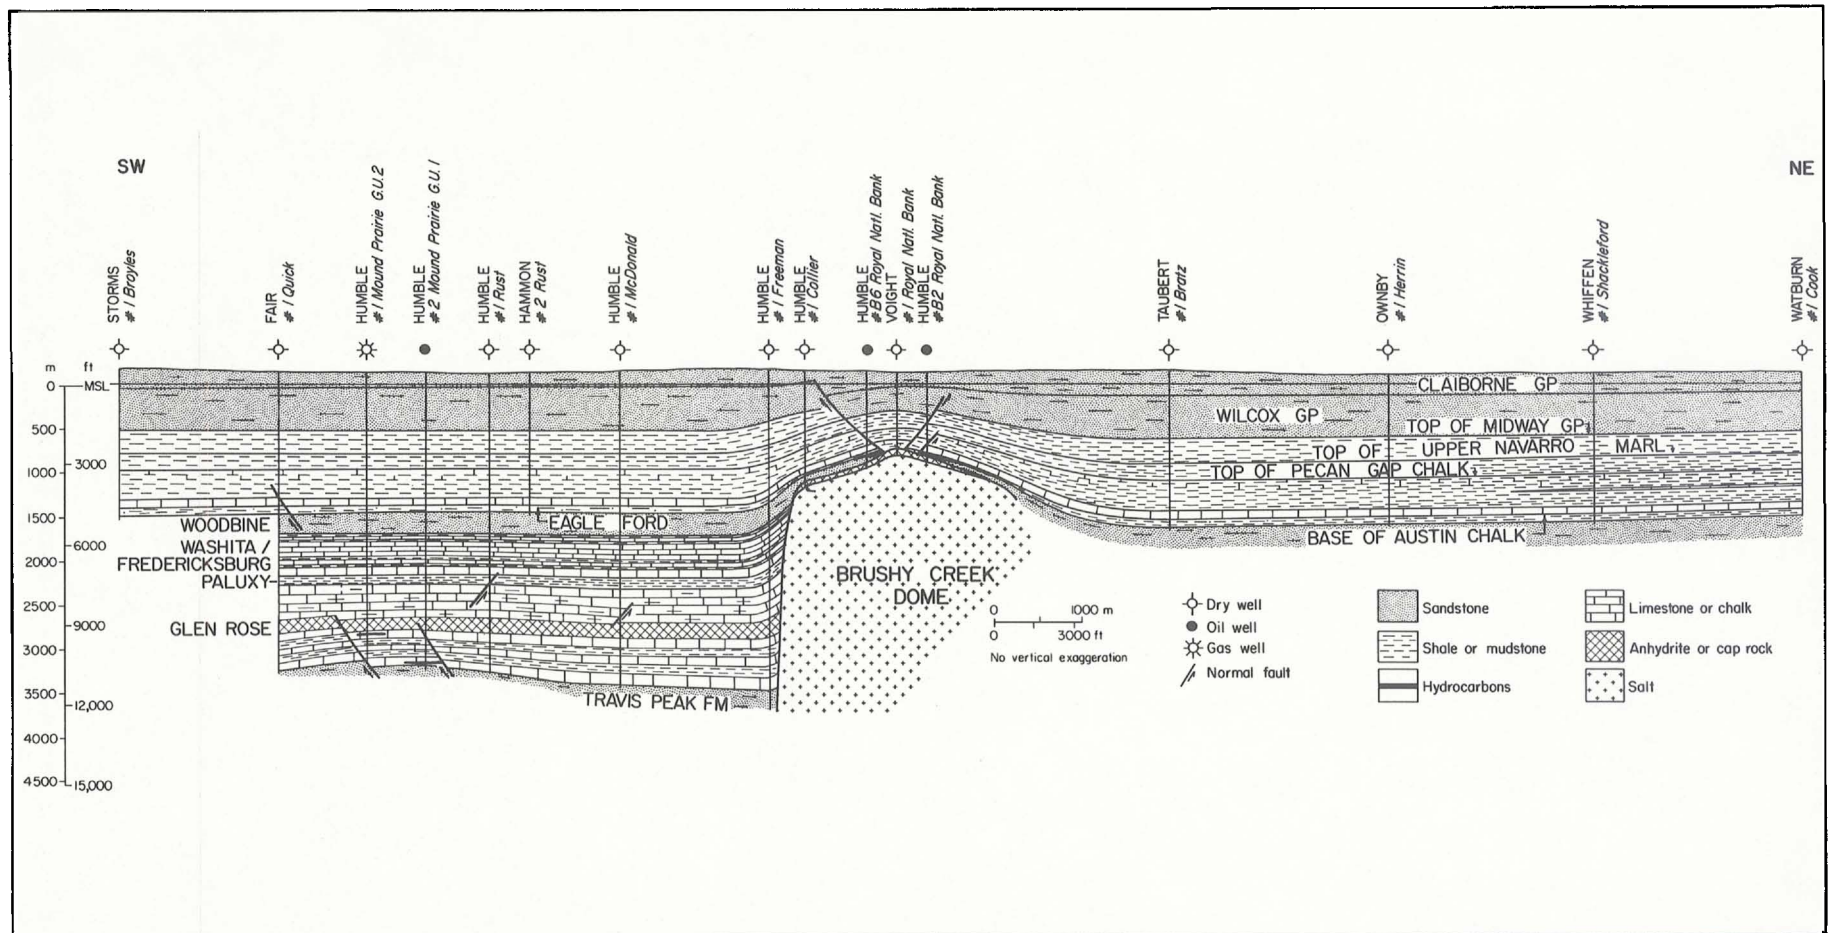 SW
NE
STORMS
# 1 Broyles
FAIR
# 1 Quick
HUMBLE
# 1 Mound Prairie G.U.2
HUMBLE
# 2 Mound Prairie G.U.1
HUMBLE
# 1 Rust
HAMMON
# 2 Rust
HUMBLE
# 1 McDonald
HUMBLE
# 1 Freeman
HUMBLE
# 1 Collier
HUMBLE
# B6 Royal Natl. Bank
VOIGHT
# 1 Royal Natl. Bank
HUMBLE
# B2 Royal Natl. Bank
TAUBERT
# 1 Bratz
OWNBY
# 1 Herrin
WHIFFEN
# 1 Shackleford
WATBURN
# 1 Cook
m ft
0 MSL
500
1000 3000
1500
2000 6000
2500
3000 9000
3500
12,000
4000
4500 15,000
CLAIBORNE GP
WILCOX GP
TOP OF MIDWAY GP
TOP OF UPPER NAVARRO MARL
TOP OF PECAN GAP CHALK
BASE OF AUSTIN CHALK
WOODBINE
EAGLE FORD
WASHITA /
FREDERICKSBURG
PALUXY
GLEN ROSE
TRAVIS PEAK FM
BRUSHY CREEK
DOME
0 1000 m
0 3000 ft
No vertical exaggeration
Dry well
Oil well
Gas well
Normal fault
Sandstone
Shale or mudstone
Hydrocarbons
Limestone or chalk
Anhydrite or cap rock
Salt